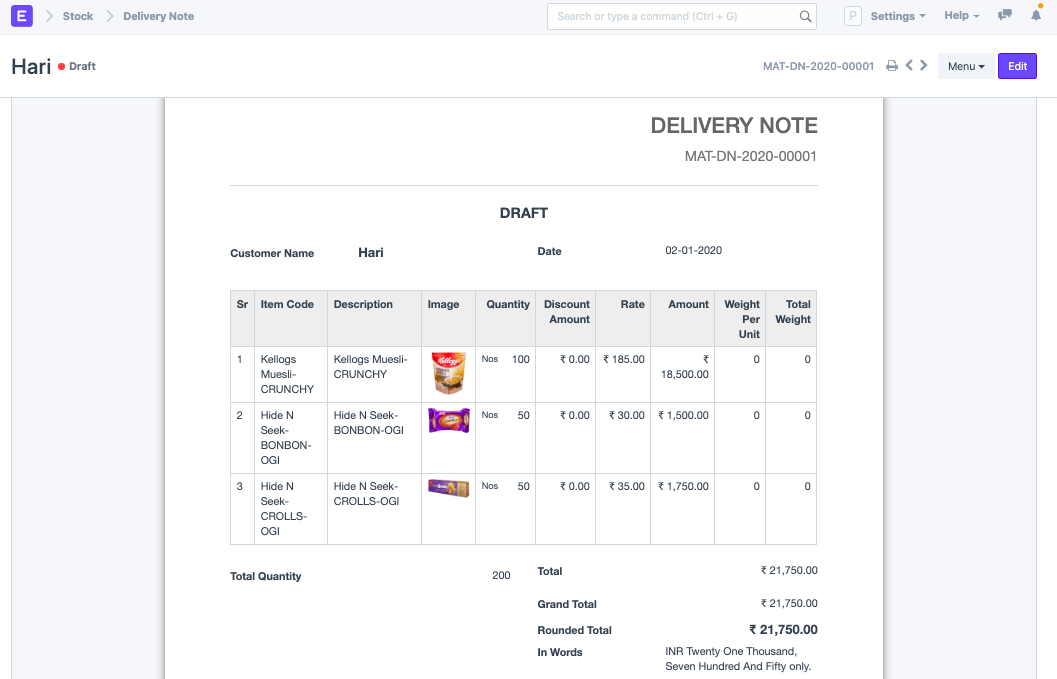 E Stock Delivery Note Search or type a command (Ctrl + G) P Settings Help
Hari Draft MAT-DN-2020-00001 Menu Edit
DELIVERY NOTE
MAT-DN-2020-00001
DRAFT
Customer Name Hari Date 02-01-2020
Sr Item Code Description Image Quantity Discount Amount Rate Amount Weight Per Unit Total Weight
1 Kellogs Muesli-CRUNCHY Kellogs Muesli-CRUNCHY Nos 100 ₹ 0.00 ₹ 185.00 ₹ 18,500.00 0 0
2 Hide N Seek-BONBON-OGI Hide N Seek-BONBON-OGI Nos 50 ₹ 0.00 ₹ 30.00 ₹ 1,500.00 0 0
3 Hide N Seek-CROLLS-OGI Hide N Seek-CROLLS-OGI Nos 50 ₹ 0.00 ₹ 35.00 ₹ 1,750.00 0 0
Total Quantity 200 Total ₹ 21,750.00
Grand Total ₹ 21,750.00
Rounded Total ₹ 21,750.00
In Words INR Twenty One Thousand,
Seven Hundred And Fifty only.